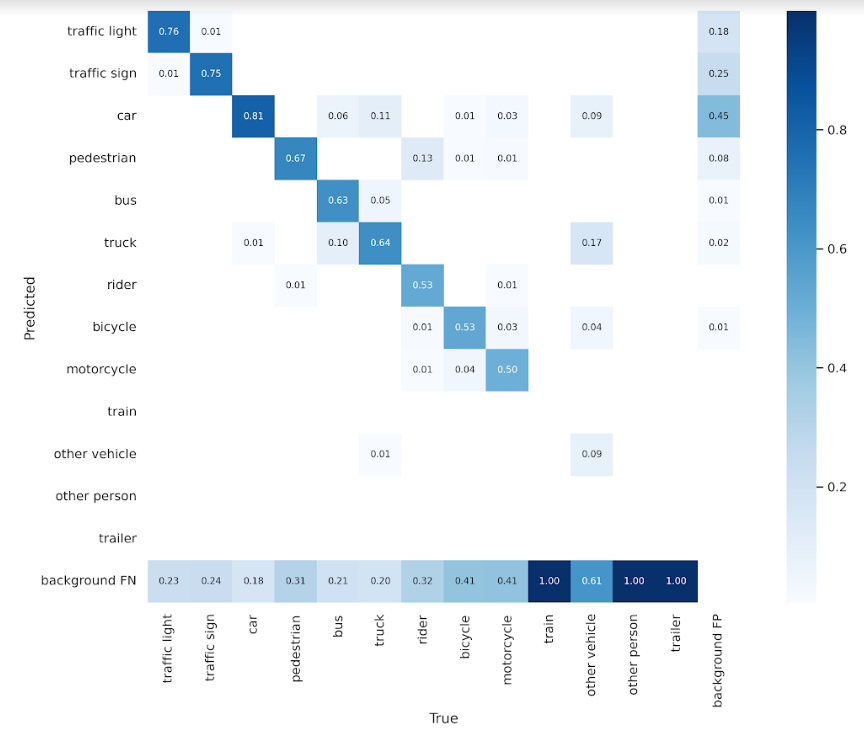 traffic light 0.76 0.01 0.18
traffic sign 0.01 0.75 0.25
car 0.81 0.06 0.11 0.01 0.03 0.09 0.45
0.8
pedestrian 0.67 0.13 0.01 0.01 0.08
bus 0.63 0.05 0.01
truck 0.01 0.10 0.64 0.17 0.02
0.6
rider 0.01 0.53 0.01
Predicted
bicycle 0.01 0.53 0.03 0.04 0.01
motorcycle 0.01 0.04 0.50
0.4
train
other vehicle 0.01 0.09
0.2
other person
trailer
background FN 0.23 0.24 0.18 0.31 0.21 0.20 0.32 0.41 0.41 1.00 0.61 1.00 1.00
traffic light
traffic sign
car
pedestrian
bus
truck
rider
bicycle
motorcycle
train
other vehicle
other person
trailer
background FP
True